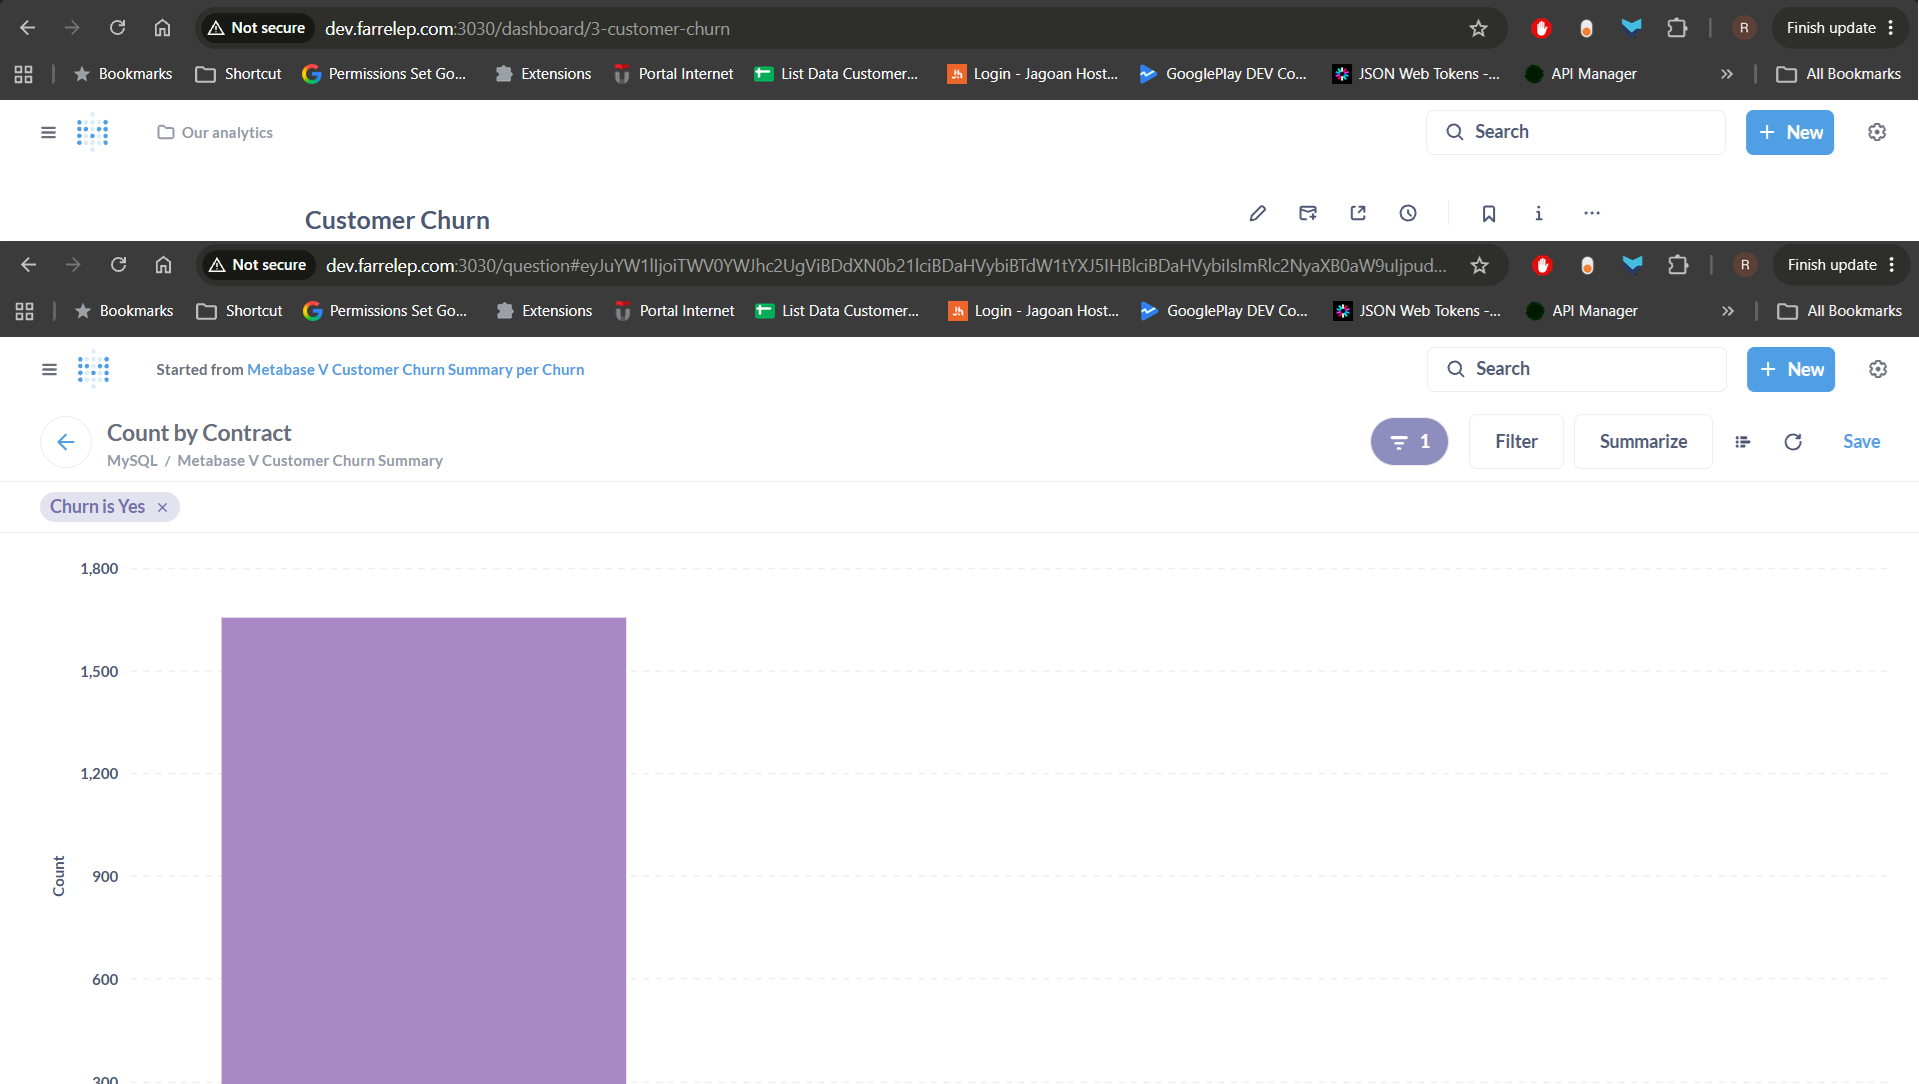 Not secure dev.farrelep.com:3030/dashboard/3-customer-churn R Finish update
Bookmarks Shortcut Permissions Set Go... Extensions Portal Internet List Data Customer... Login - Jagoan Host... GooglePlay DEV Co... JSON Web Tokens -... API Manager All Bookmarks
Our analytics Search + New
Customer Churn
Not secure dev.farrelep.com:3030/question#eyJuYW1lIjoiTWV0YWJhc2UgViBDdXN0b21lciBDaHVybiBTdW1tYXJ5IHBlciBDaHVybiIsImRlc2NyaXB0aW9uIjpud... R Finish update
Bookmarks Shortcut Permissions Set Go... Extensions Portal Internet List Data Customer... Login - Jagoan Host... GooglePlay DEV Co... JSON Web Tokens -... API Manager All Bookmarks
Started from Metabase V Customer Churn Summary per Churn Search + New
Count by Contract 1 Filter Summarize Save
MySQL / Metabase V Customer Churn Summary
Churn is Yes ×
1,800
1,500
1,200
900
Count
600
300